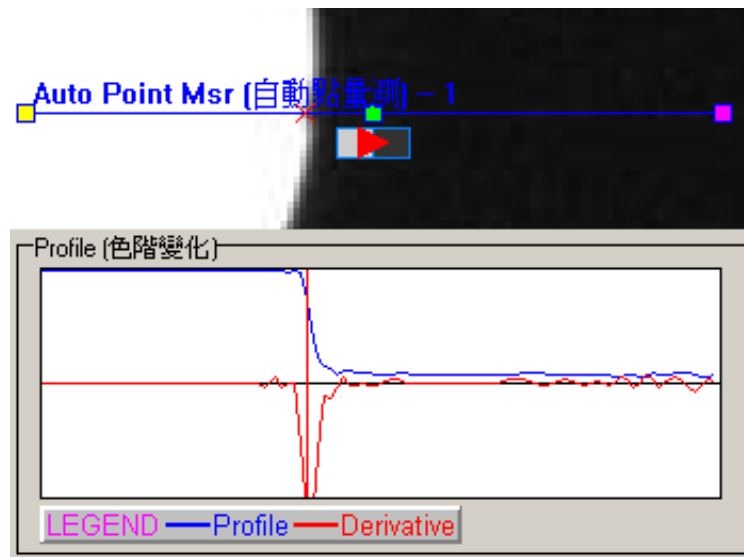 Auto Point Msr (自動點量測) - 1
Profile (色階變化)
LEGEND Profile Derivative